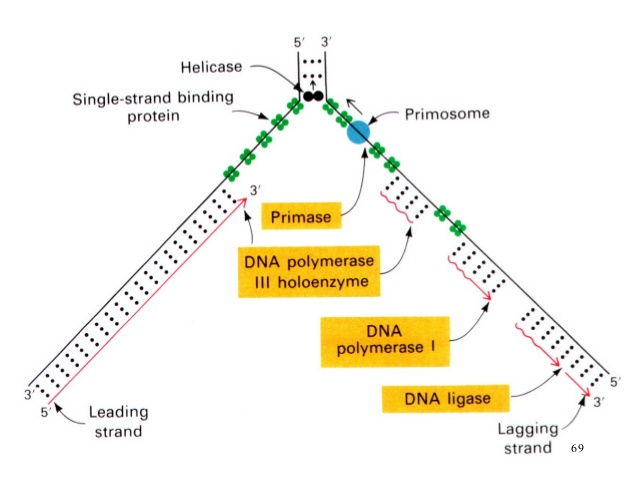 5′ 3′
Helicase
Single-strand binding
protein
Primosome
3′
Primase
DNA polymerase
III holoenzyme
DNA
polymerase I
DNA ligase
3′
5′
Leading
strand
5′
3′
Lagging
strand
69